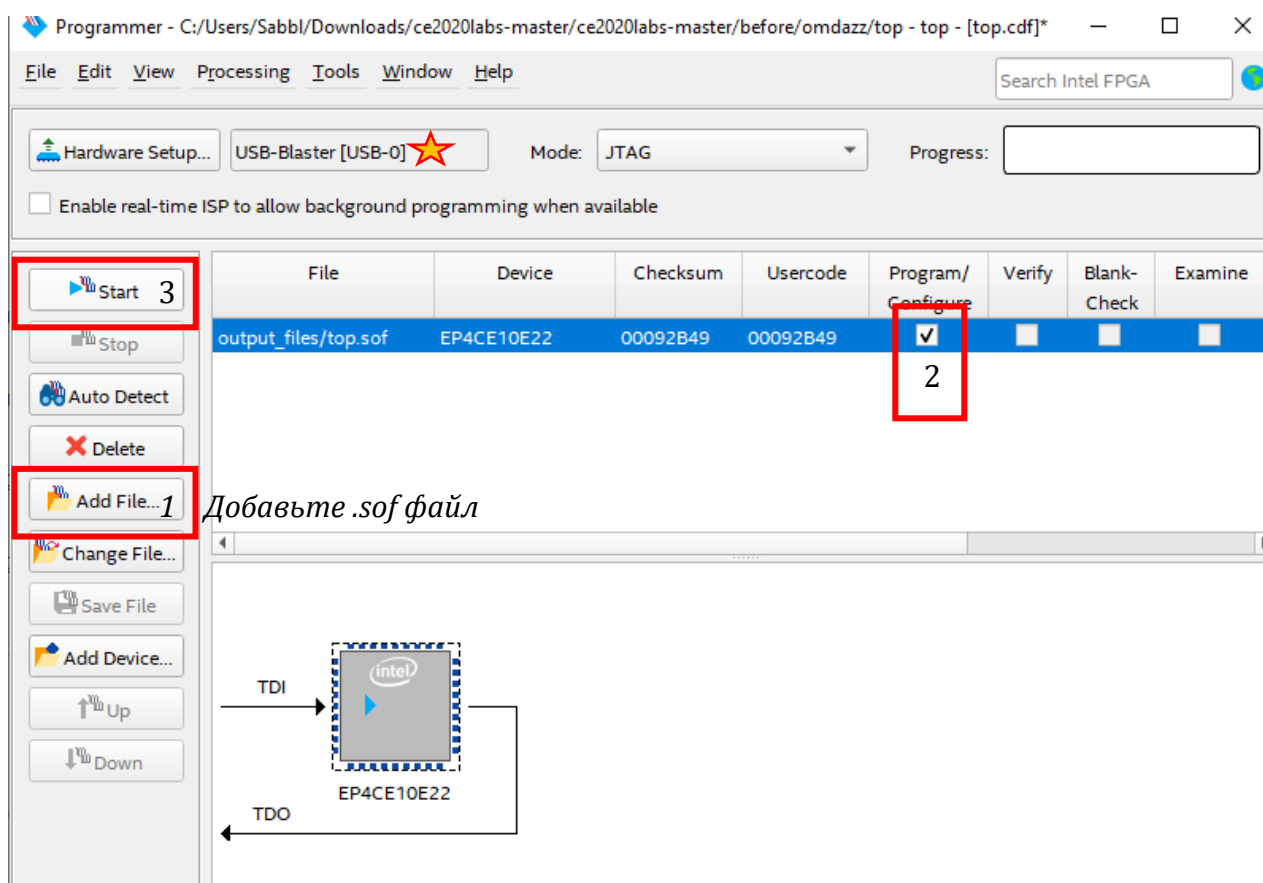 Programmer - C:/Users/Sabbl/Downloads/ce2020labs-master/ce2020labs-master/before/omdazz/top - top - [top.cdf]*
File Edit View Processing Tools Window Help
Search Intel FPGA
Hardware Setup... USB-Blaster [USB-0] Mode: JTAG Progress:
Enable real-time ISP to allow background programming when available
File Device Checksum Usercode Program/ Verify Blank- Examine
Configure Check
Start 3
output_files/top.sof EP4CE10E22 00092B49 00092B49
Stop
2
Auto Detect
Delete
Add File... 1 Добавьте .sof файл
Change File...
Save File
Add Device...
intel
TDI
Up
Down
EP4CE10E22
TDO